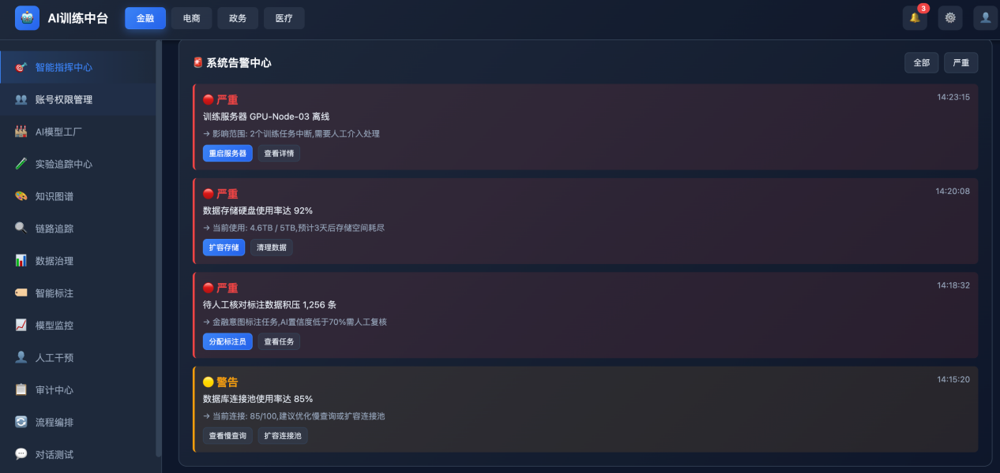 AI训练中台
金融
电商
政务
医疗
3
智能指挥中心
账号权限管理
AI模型工厂
实验追踪中心
知识图谱
链路追踪
数据治理
智能标注
模型监控
人工干预
审计中心
流程编排
对话测试
系统告警中心
全部
严重
严重
14:23:15
训练服务器 GPU-Node-03 离线
→ 影响范围: 2个训练任务中断,需要人工介入处理
重启服务器
查看详情
严重
14:20:08
数据存储硬盘使用率达 92%
→ 当前使用: 4.6TB / 5TB,预计3天后存储空间耗尽
扩容存储
清理数据
严重
14:18:32
待人工核对标注数据积压 1,256 条
→ 金融意图标注任务,AI置信度低于70%需人工复核
分配标注员
查看任务
警告
14:15:20
数据库连接池使用率达 85%
→ 当前连接: 85/100,建议优化慢查询或扩容连接池
查看慢查询
扩容连接池